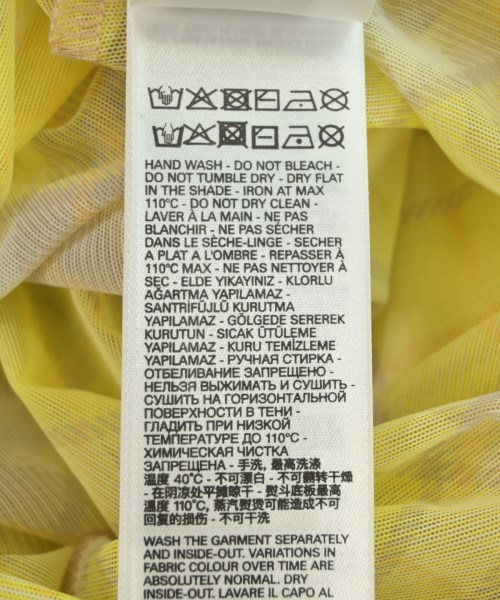 HAND WASH - DO NOT BLEACH -
DO NOT TUMBLE DRY - DRY FLAT
IN THE SHADE - IRON AT MAX
110°C - DO NOT DRY CLEAN -
LAVER À LA MAIN - NE PAS
BLANCHIR - NE PAS SÉCHER
DANS LE SÈCHE-LINGE - SECHER
A PLAT A L'OMBRE - REPASSER À
110°C MAX - NE PAS NETTOYER À
SEC - ELDE YIKAYINIZ - KLORLU
AĞARTMA YAPILAMAZ -
SANTRİFÜJLÜ KURUTMA
YAPILAMAZ - GÖLGEDE SEREREK
KURUTUN - SICAK ÜTÜLEME
YAPILAMAZ - KURU TEMİZLEME
YAPILAMAZ - РУЧНАЯ СТИРКА -
ОТБЕЛИВАНИЕ ЗАПРЕЩЕНО -
НЕЛЬЗЯ ВЫЖИМАТЬ И СУШИТЬ -
СУШИТЬ НА ГОРИЗОНТАЛЬНОЙ
ПОВЕРХНОСТИ В ТЕНИ -
ГЛАДИТЬ ПРИ НИЗКОЙ
ТЕМПЕРАТУРЕ ДО 110°C -
ХИМИЧЕСКАЯ ЧИСТКА
ЗАПРЕЩЕНА - 手洗, 最高洗涤
温度 40°C - 不可漂白 - 不可翻转干燥
- 在阴凉处平摊晾干 - 熨斗底板最高
温度 110°C, 蒸汽熨烫可能造成不可
回复的损伤 - 不可干洗
WASH THE GARMENT SEPARATELY
AND INSIDE-OUT. VARIATIONS IN
FABRIC COLOUR OVER TIME ARE
ABSOLUTELY NORMAL. DRY
INSIDE-OUT. LAVARE IL CAPO AL